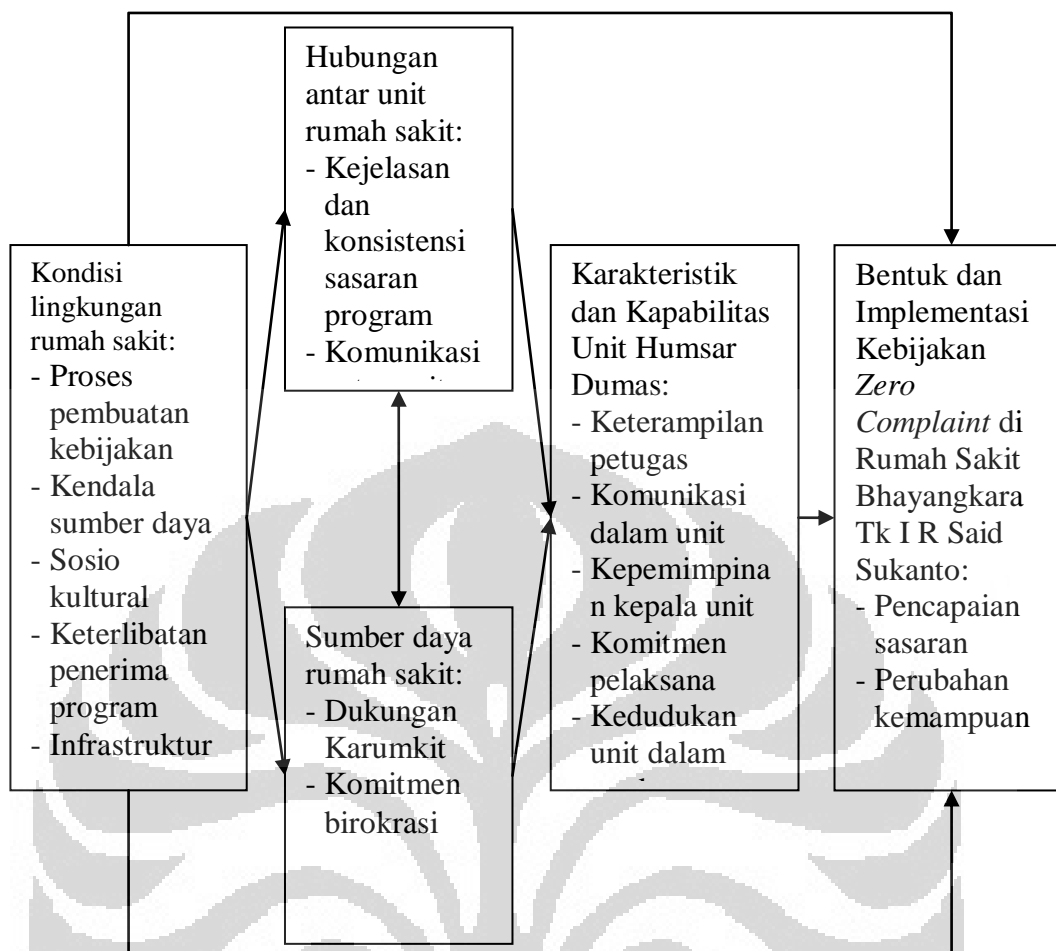 Hubungan
antar unit
rumah sakit:
- Kejelasan
dan
konsistensi
sasaran
program
- Komunikasi
Kondisi
lingkungan
rumah sakit:
- Proses
pembuatan
kebijakan
- Kendala
sumber daya
- Sosio
kultural
- Keterlibatan
penerima
program
- Infrastruktur
Sumber daya
rumah sakit:
- Dukungan
Karumkit
- Komitmen
birokrasi
Karakteristik
dan Kapabilitas
Unit Humsar
Dumas:
- Keterampilan
petugas
- Komunikasi
dalam unit
- Kepemimpina
n kepala unit
- Komitmen
pelaksana
- Kedudukan
unit dalam
Bentuk dan
Implementasi
Kebijakan
Zero
Complaint di
Rumah Sakit
Bhayangkara
Tk I R Said
Sukanto:
- Pencapaian
sasaran
- Perubahan
kemampuan